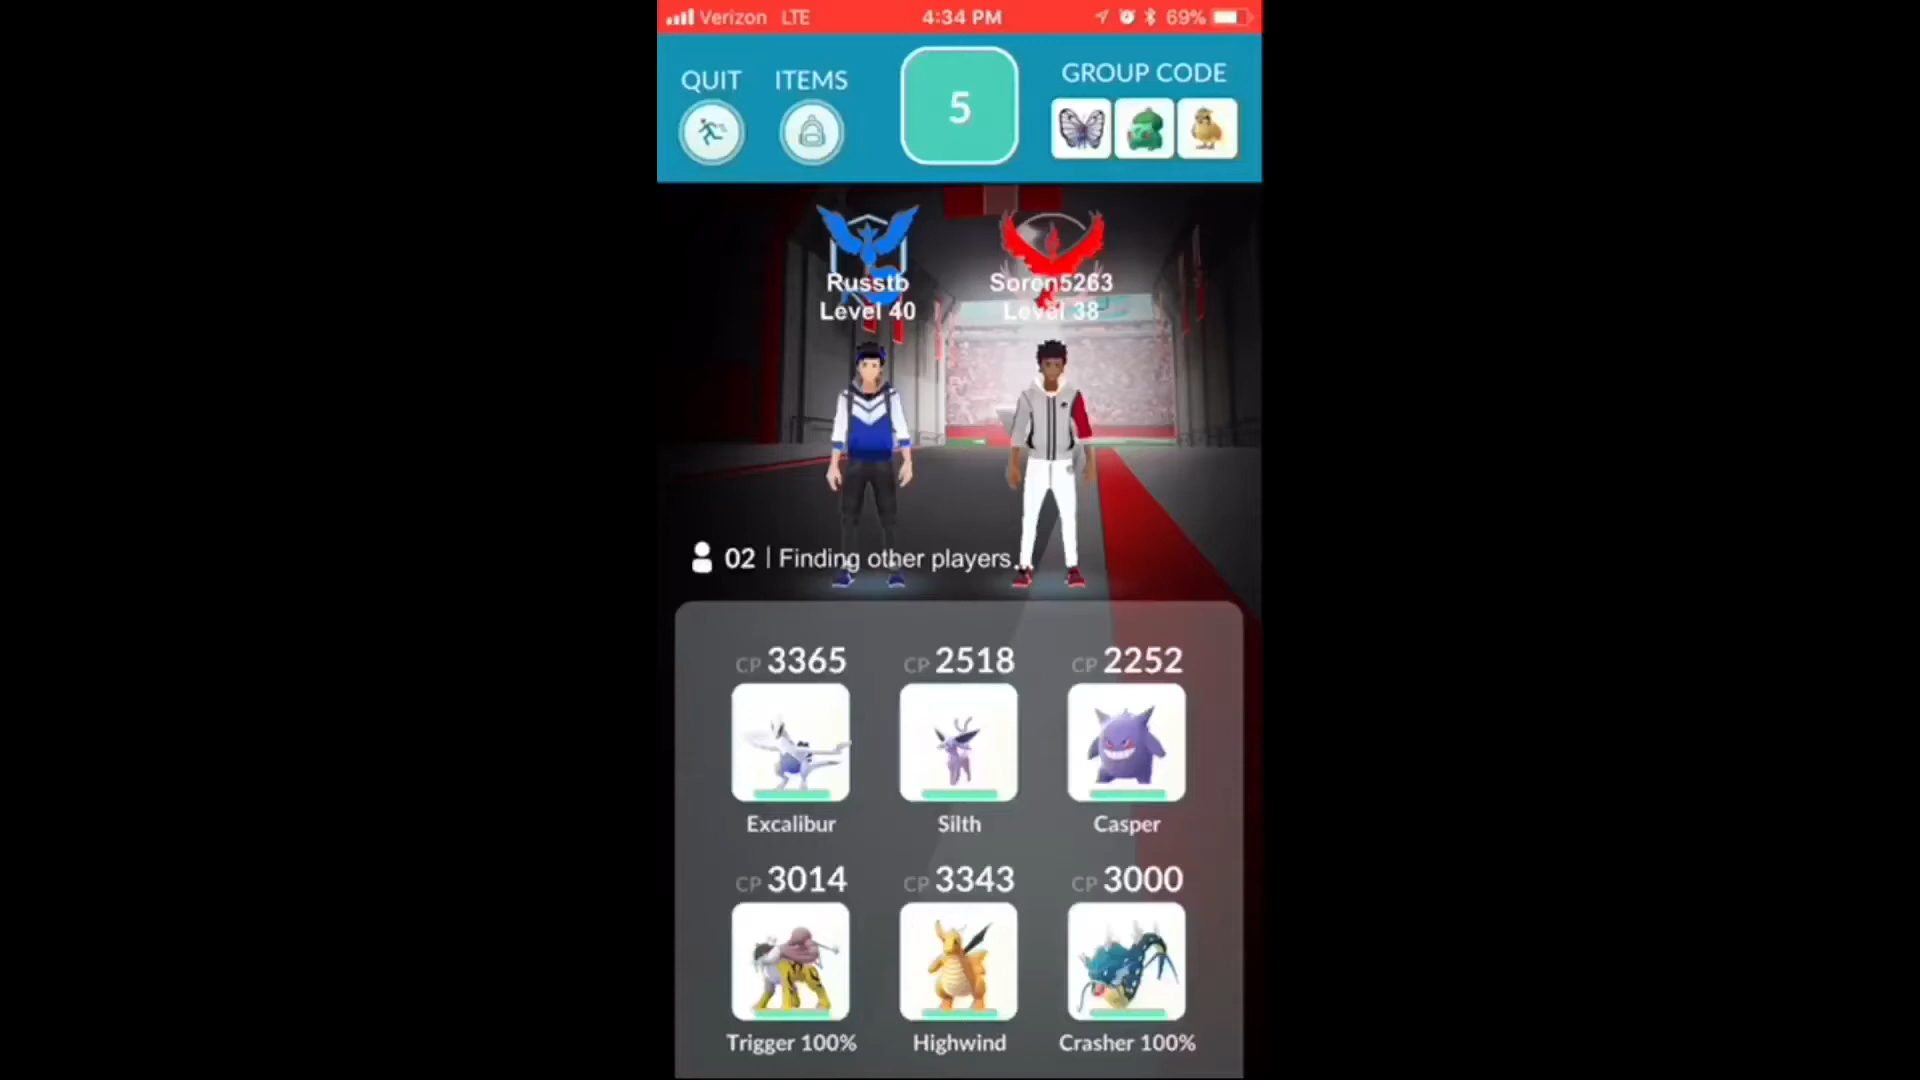 Verizon LTE 4:34 PM 69%
QUIT ITEMS 5 GROUP CODE
Russtb
Level 40
Soron5263
Level 38
02 | Finding other players...
CP 3365
CP 2518
CP 2252
Excalibur
Silth
Casper
CP 3014
CP 3343
CP 3000
Trigger 100%
Highwind
Crasher 100%